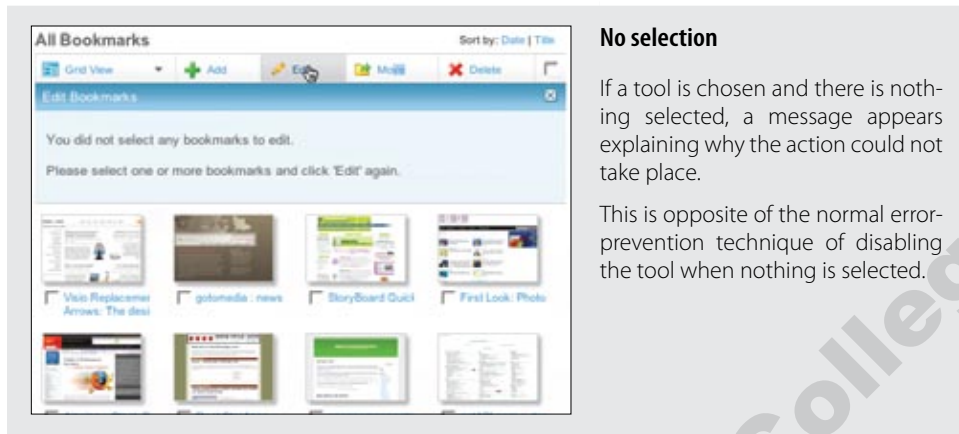 All Bookmarks
Sort by: Date | Title
Grid View
Add
Edit
Move
Delete
Edit Bookmarks
You did not select any bookmarks to edit.
Please select one or more bookmarks and click 'Edit' again.
Visio Replacemer
Arrows: The desi
gotomedia . news
StoryBoard Quick
First Look: Photo
No selection
If a tool is chosen and there is noth-
ing selected, a message appears
explaining why the action could not
take place.
This is opposite of the normal error-
prevention technique of disabling
the tool when nothing is selected.